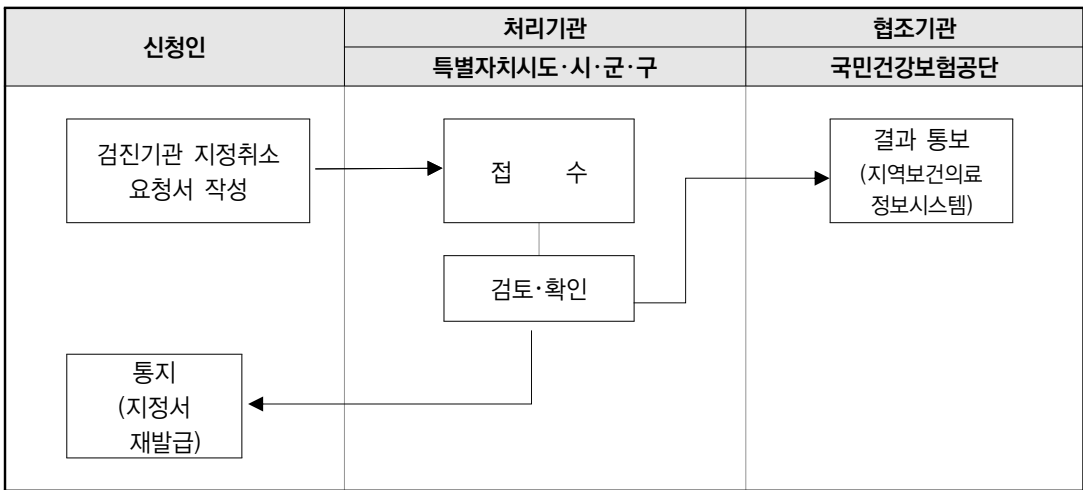 신청인
처리기관
협조기관
특별자치시도·시·군·구
국민건강보험공단
검진기관 지정취소
요청서 작성
접 수
결과 통보
(지역보건의료
정보시스템)
검토·확인
통지
(지정서
재발급)